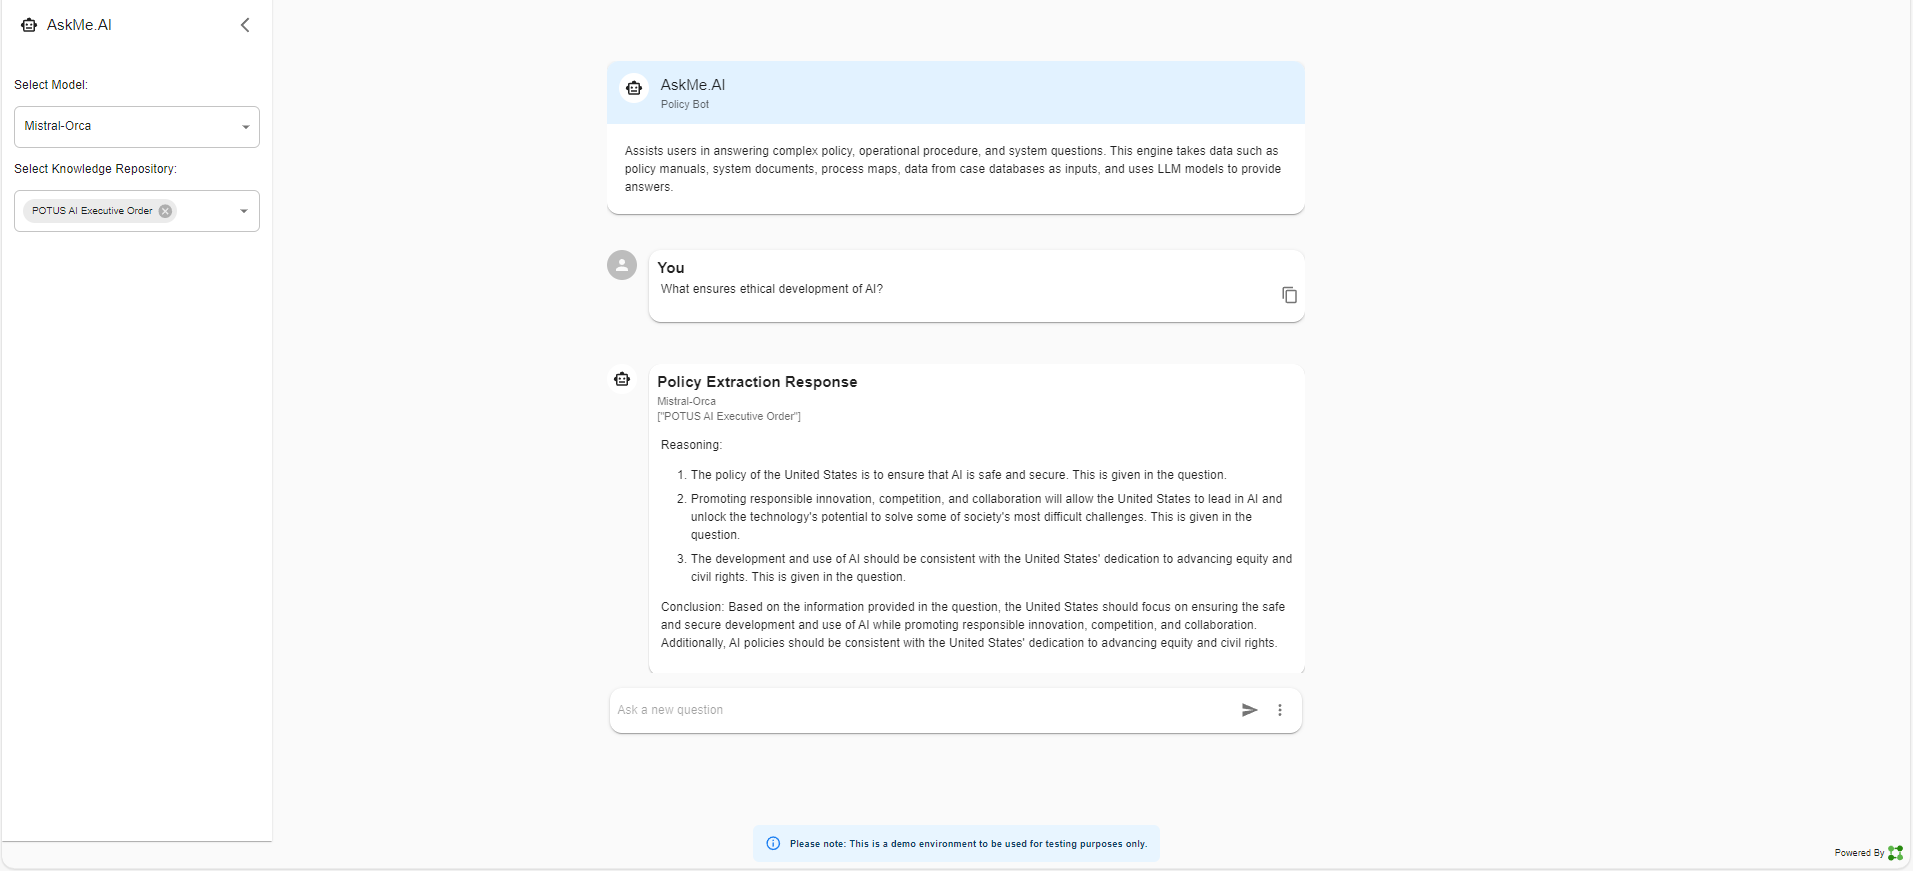 AskMe.AI
Select Model:
Mistral-Orca
Select Knowledge Repository:
POTUS AI Executive Order
AskMe.AI
Policy Bot
Assists users in answering complex policy, operational procedure, and system questions. This engine takes data such as
policy manuals, system documents, process maps, data from case databases as inputs, and uses LLM models to provide
answers.
You
What ensures ethical development of AI?
Policy Extraction Response
Mistral-Orca
["POTUS AI Executive Order"]
Reasoning:
1. The policy of the United States is to ensure that AI is safe and secure. This is given in the question.
2. Promoting responsible innovation, competition, and collaboration will allow the United States to lead in AI and
unlock the technology's potential to solve some of society's most difficult challenges. This is given in the
question.
3. The development and use of AI should be consistent with the United States' dedication to advancing equity and
civil rights. This is given in the question.
Conclusion: Based on the information provided in the question, the United States should focus on ensuring the safe
and secure development and use of AI while promoting responsible innovation, competition, and collaboration.
Additionally, AI policies should be consistent with the United States' dedication to advancing equity and civil rights.
Ask a new question
Please note: This is a demo environment to be used for testing purposes only.
Powered By